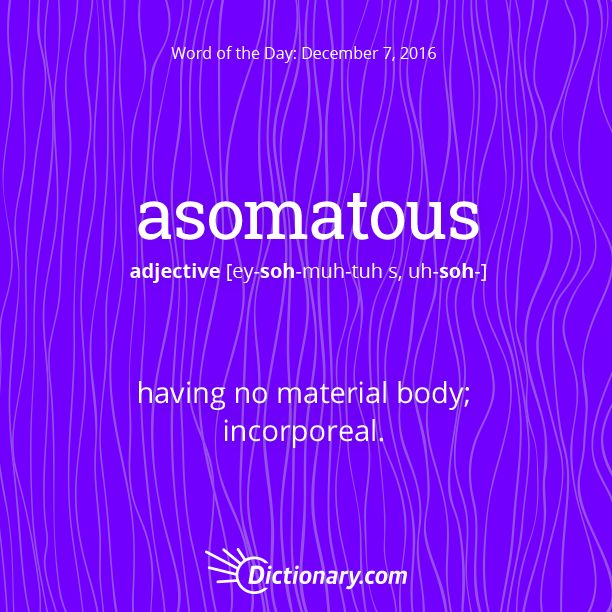 Word of the Day: December 7, 2016
asomatous
adjective [ey-soh-muh-tuh s, uh-soh-]
having no material body;
incorporeal.
Dictionary.com